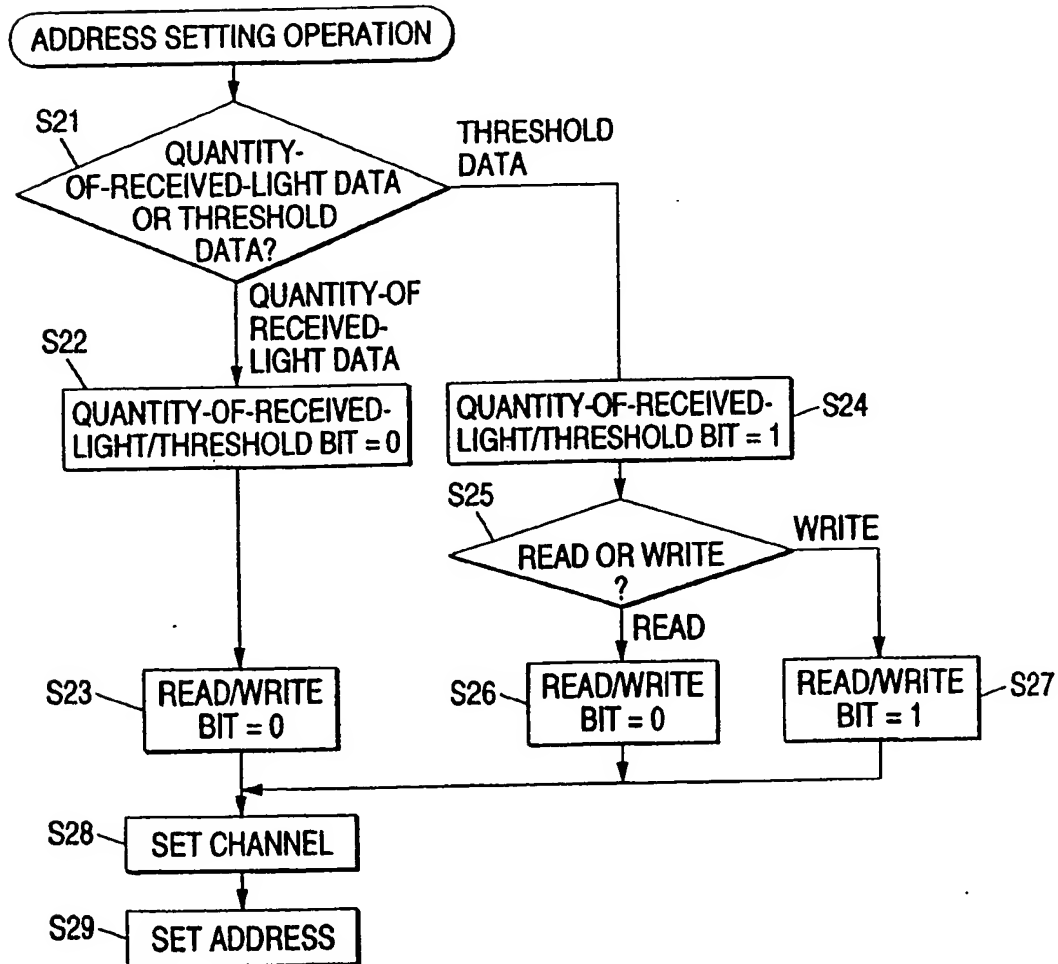 ADDRESS SETTING OPERATION
S21
QUANTITY-
OF-RECEIVED-LIGHT DATA
OR THRESHOLD
DATA?
THRESHOLD
DATA
QUANTITY-OF
RECEIVED-
LIGHT DATA
S22
QUANTITY-OF-RECEIVED-
LIGHT/THRESHOLD BIT = 0
QUANTITY-OF-RECEIVED-
LIGHT/THRESHOLD BIT = 1
S24
S25
READ OR WRITE
?
WRITE
READ
S23
READ/WRITE
BIT = 0
S26
READ/WRITE
BIT = 0
READ/WRITE
BIT = 1
S27
S28
SET CHANNEL
S29
SET ADDRESS